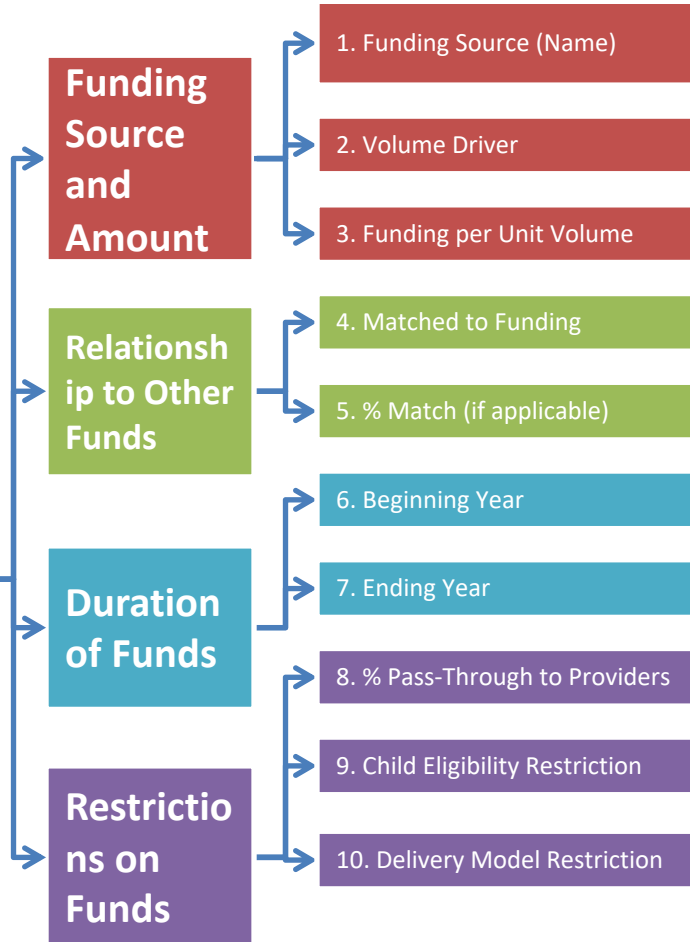 Funding
Source
and
Amount
1. Funding Source (Name)
2. Volume Driver
3. Funding per Unit Volume
Relationsh
ip to Other
Funds
4. Matched to Funding
5. % Match (if applicable)
Duration
of Funds
6. Beginning Year
7. Ending Year
Restrictio
ns on
Funds
8. % Pass-Through to Providers
9. Child Eligibility Restriction
10. Delivery Model Restriction